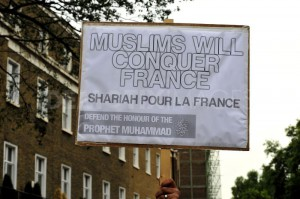 MUSLIMS WILL
CONQUER
FRANCE
SHARIAH POUR LA FRANCE
DEFEND THE HONOUR OF THE
PROPHET MUHAMMAD